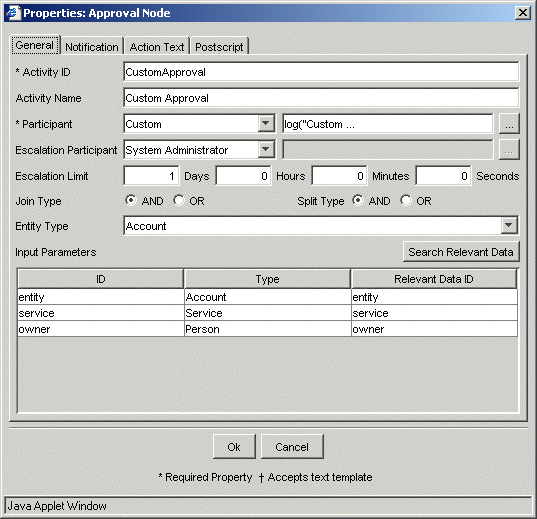 Properties: Approval Node
General Notification Action Text Postscript
* Activity ID CustomApproval
Activity Name Custom Approval
* Participant Custom log("Custom ... ...
Escalation Participant System Administrator ...
Escalation Limit 1 Days 0 Hours 0 Minutes 0 Seconds
Join Type AND OR Split Type AND OR
Entity Type Account
Input Parameters Search Relevant Data
ID Type Relevant Data ID
entity Account entity
service Service service
owner Person owner
Ok Cancel
* Required Property † Accepts text template
Java Applet Window